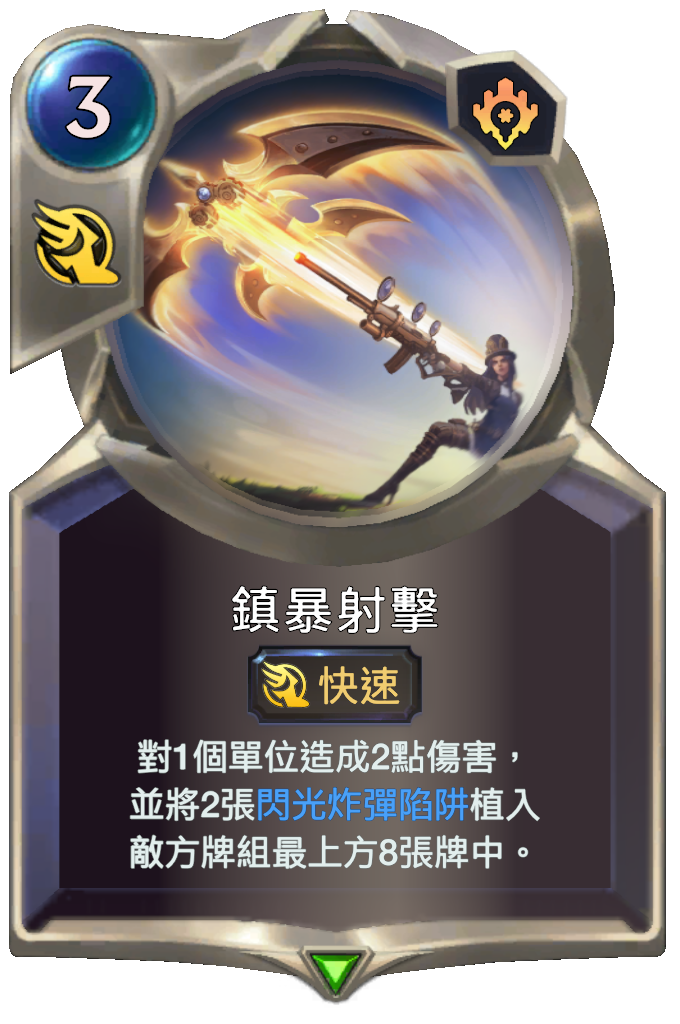 3
鎮暴射擊
快速
對1個單位造成2點傷害，
並將2張閃光炸彈陷阱植入
敵方牌組最上方8張牌中。